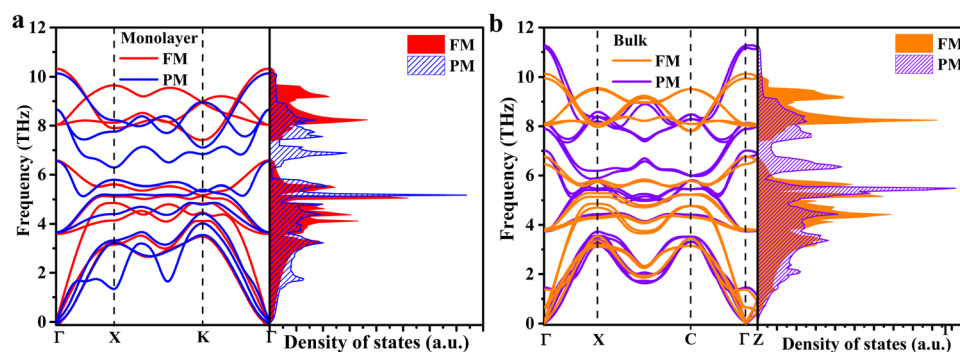 a
Monolayer
FM
PM
FM
PM
Frequency (THz)
12
10
8
6
4
2
0
Γ
X
K
Γ
Density of states (a.u.)
b
Bulk
FM
PM
FM
PM
Frequency (THz)
12
10
8
6
4
2
0
Γ
X
C
Γ
Z
Density of states (a.u.)